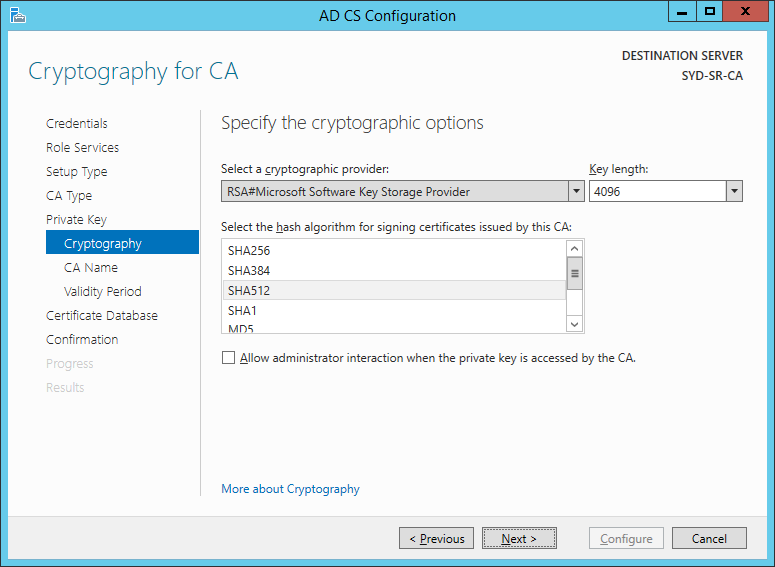 AD CS Configuration
Cryptography for CA
DESTINATION SERVER
SYD-SR-CA
Credentials
Role Services
Setup Type
CA Type
Private Key
Cryptography
CA Name
Validity Period
Certificate Database
Confirmation
Progress
Results
Specify the cryptographic options
Select a cryptographic provider:
Key length:
RSA#Microsoft Software Key Storage Provider
4096
Select the hash algorithm for signing certificates issued by this CA:
SHA256
SHA384
SHA512
SHA1
MD5
Allow administrator interaction when the private key is accessed by the CA.
More about Cryptography
< Previous
Next >
Configure
Cancel